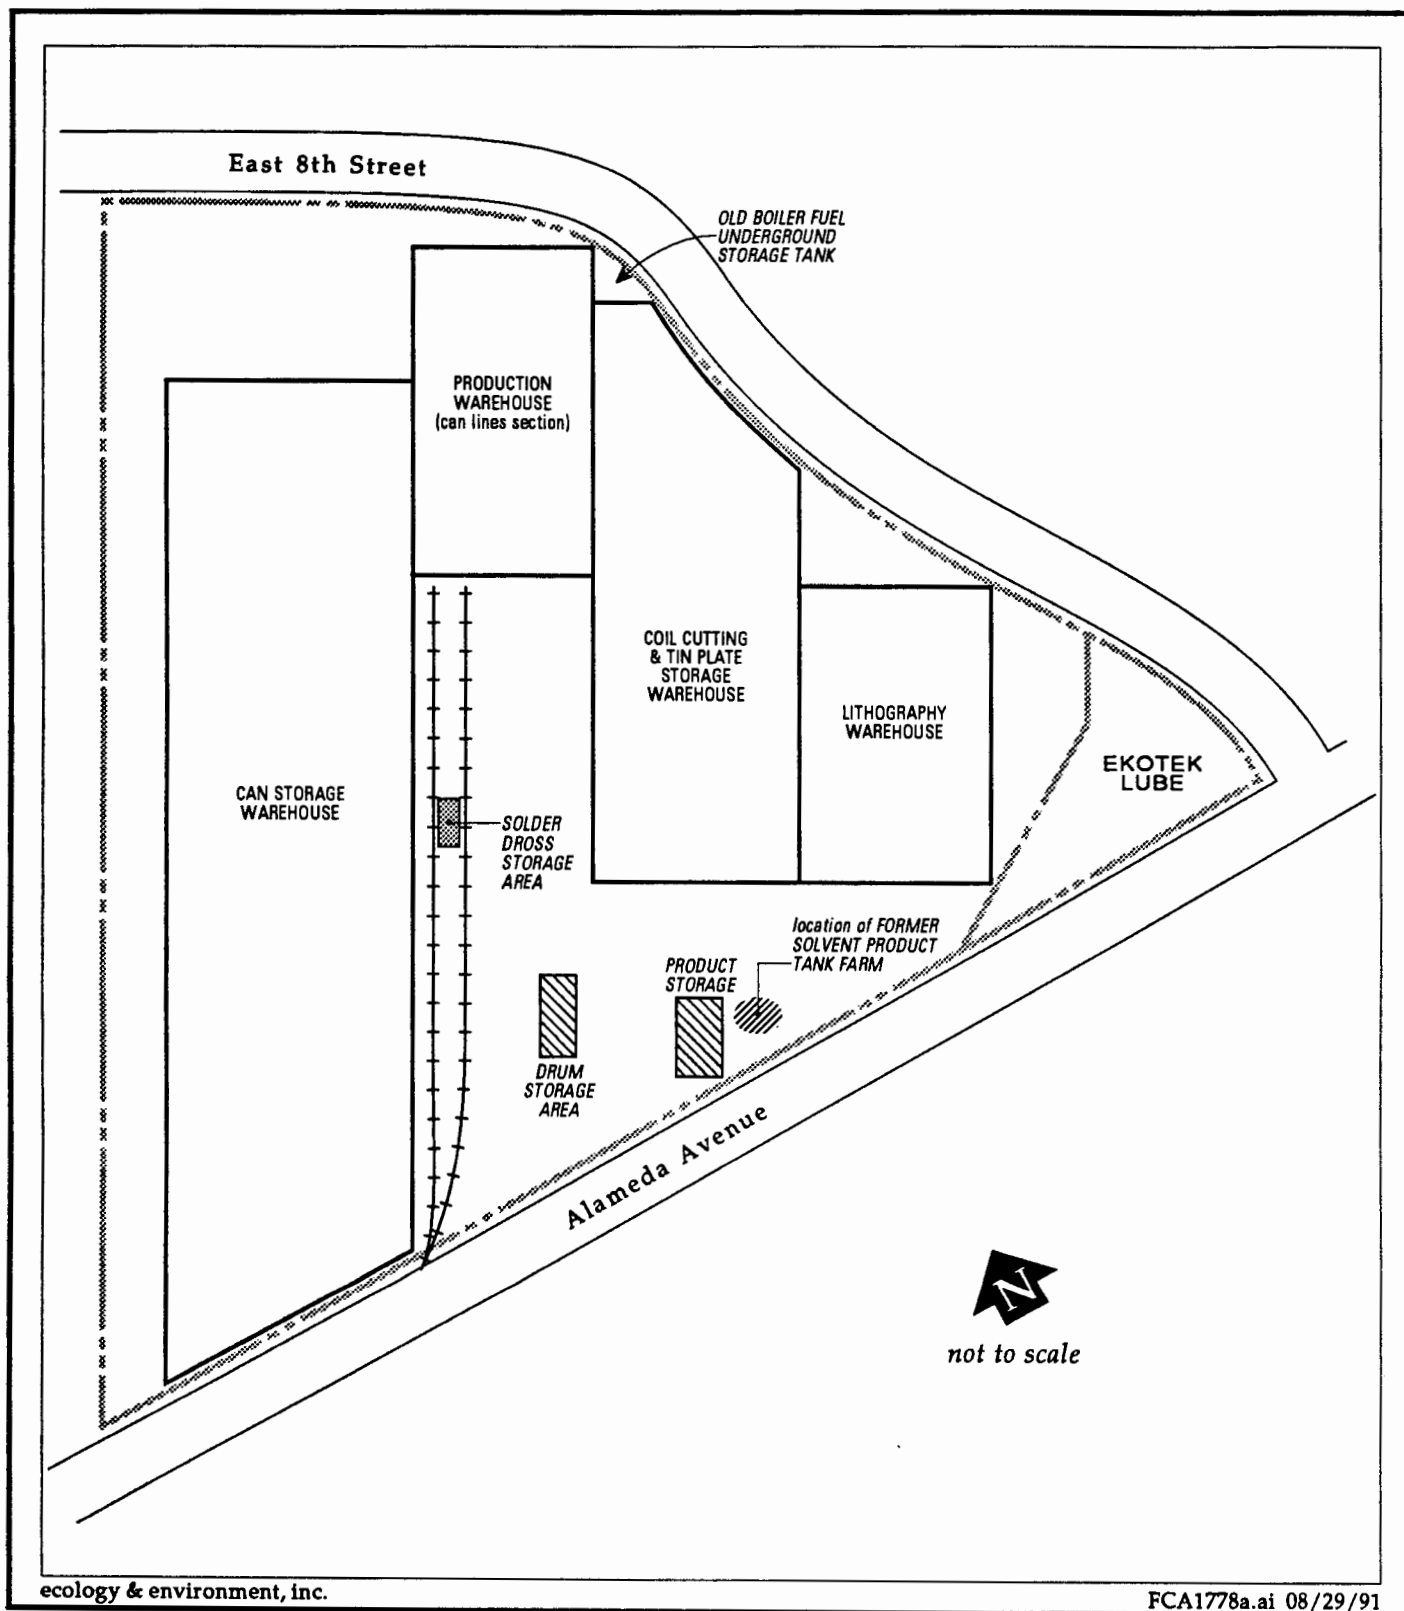 East 8th Street
OLD BOILER FUEL
UNDERGROUND
STORAGE TANK
PRODUCTION
WAREHOUSE
(can lines section)
COIL CUTTING
& TIN PLATE
STORAGE
WAREHOUSE
LITHOGRAPHY
WAREHOUSE
EKOTEK
LUBE
CAN STORAGE
WAREHOUSE
SOLDER
DROSS
STORAGE
AREA
location of FORMER
SOLVENT PRODUCT
TANK FARM
PRODUCT
STORAGE
DRUM
STORAGE
AREA
Alameda Avenue
N
not to scale
ecology & environment, inc.
FCA1778a.ai 08/29/91